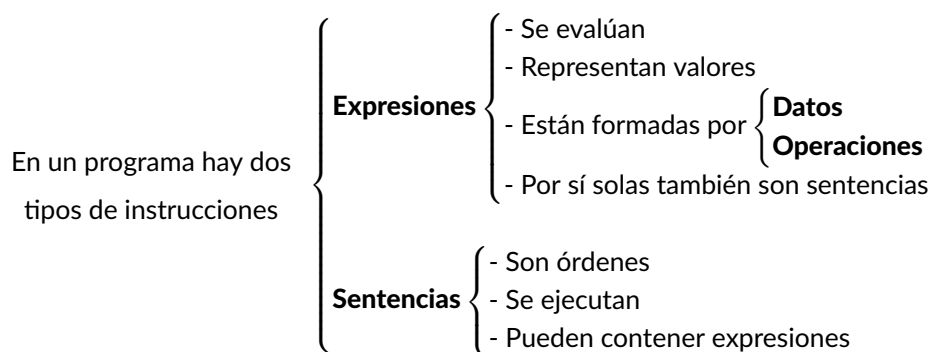 En un programa hay dos
tipos de instrucciones
Expresiones
- Se evalúan
- Representan valores
- Están formadas por
Datos
Operaciones
- Por sí solas también son sentencias
Sentencias
- Son órdenes
- Se ejecutan
- Pueden contener expresiones